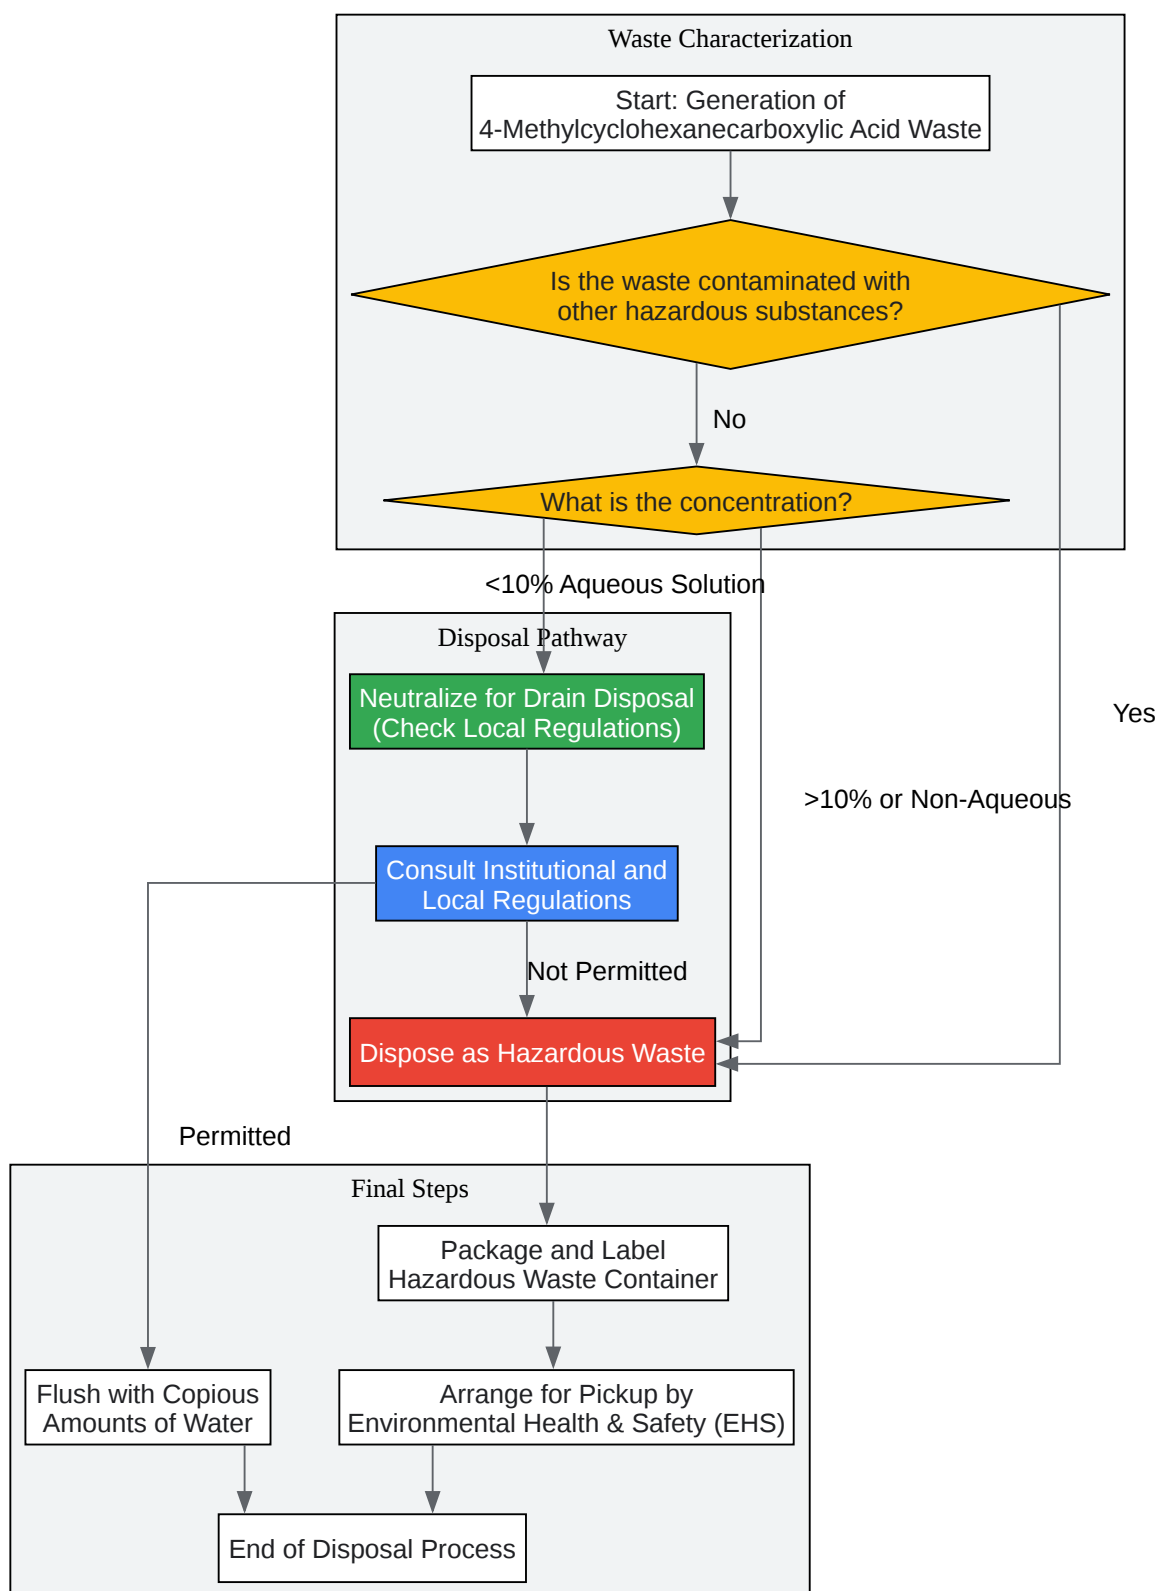 Waste Characterization
Start: Generation of
4-Methylcyclohexanecarboxylic Acid Waste
Is the waste contaminated with
other hazardous substances?
No
What is the concentration?
<10% Aqueous Solution
Disposal Pathway
Neutralize for Drain Disposal
(Check Local Regulations)
Yes
>10% or Non-Aqueous
Consult Institutional and
Local Regulations
Not Permitted
Dispose as Hazardous Waste
Permitted
Final Steps
Package and Label
Hazardous Waste Container
Flush with Copious
Amounts of Water
Arrange for Pickup by
Environmental Health & Safety (EHS)
End of Disposal Process